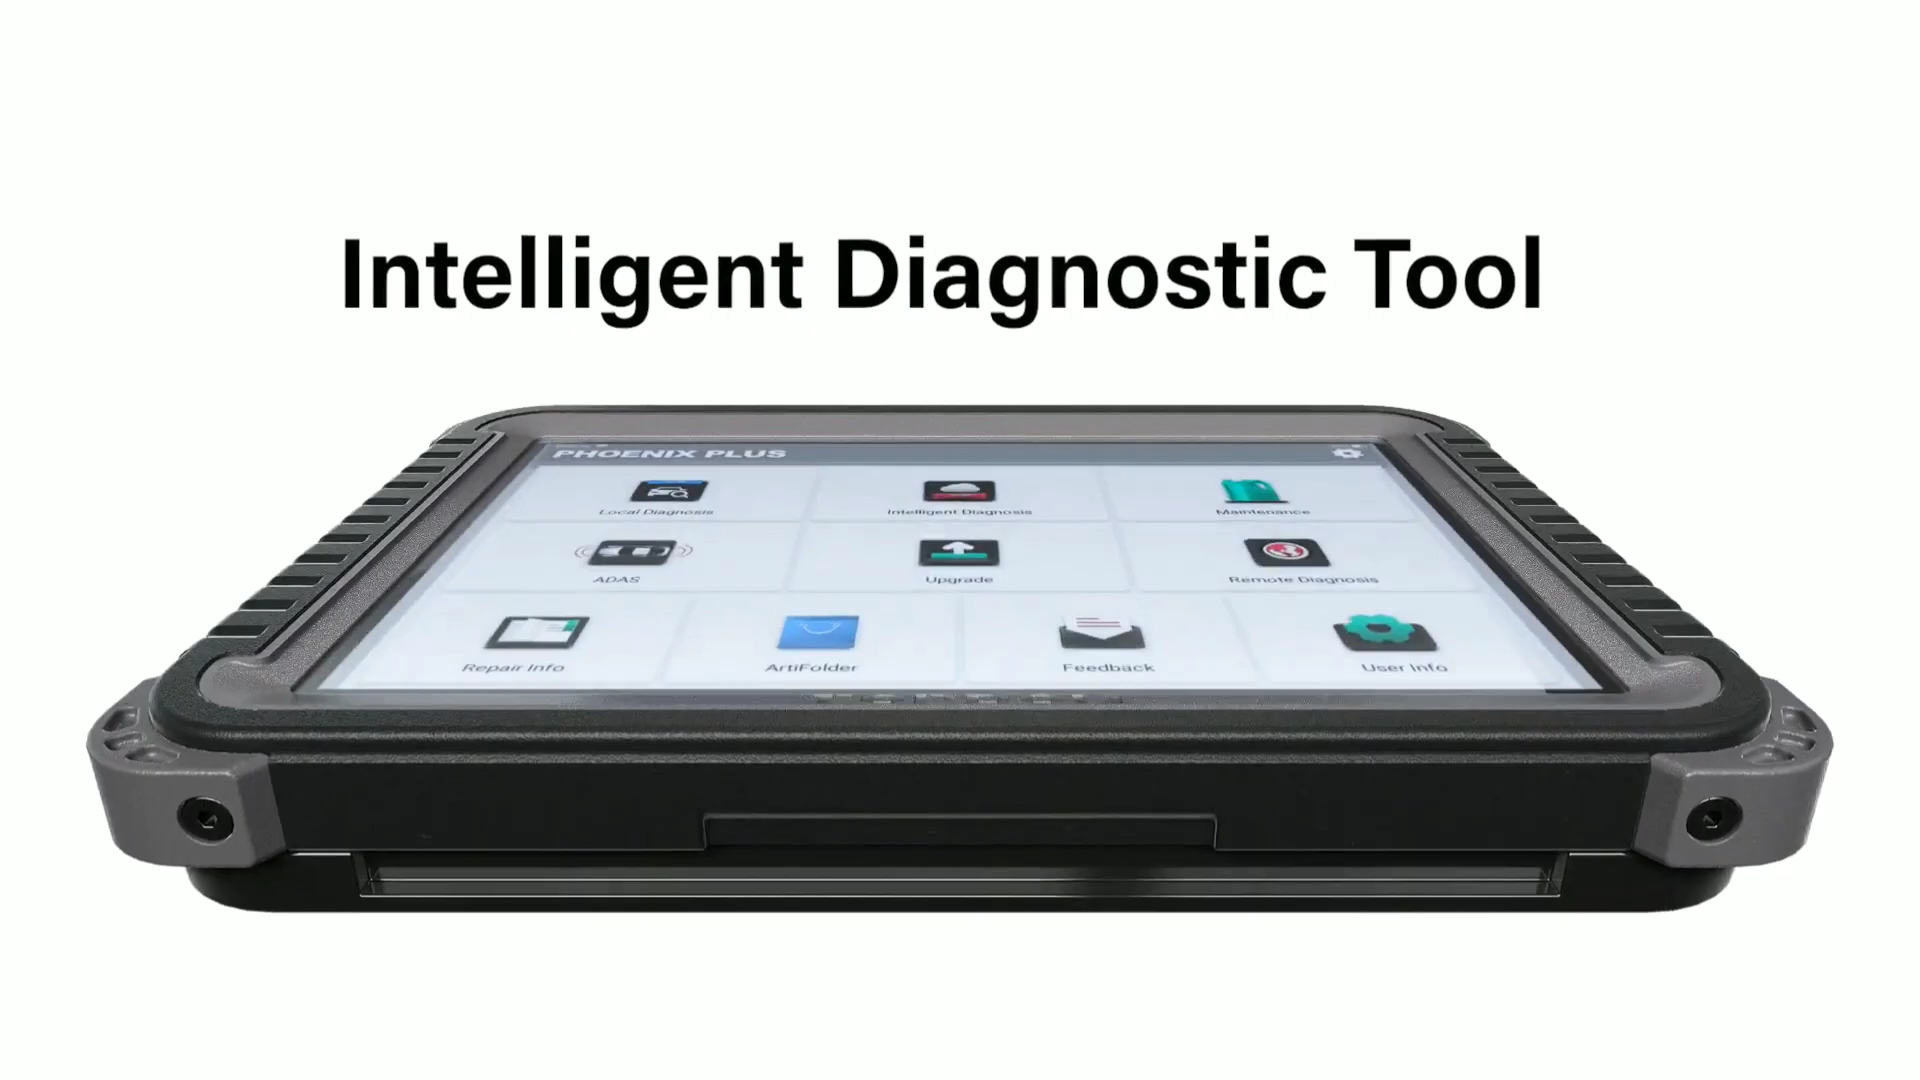 Intelligent Diagnostic Tool
PHOENIX PLUS
Local Diagnosis
Intelligent Diagnosis
Maintenance
ADAS
Upgrade
Remote Diagnosis
Repair Info
ArtiFolder
Feedback
User Info